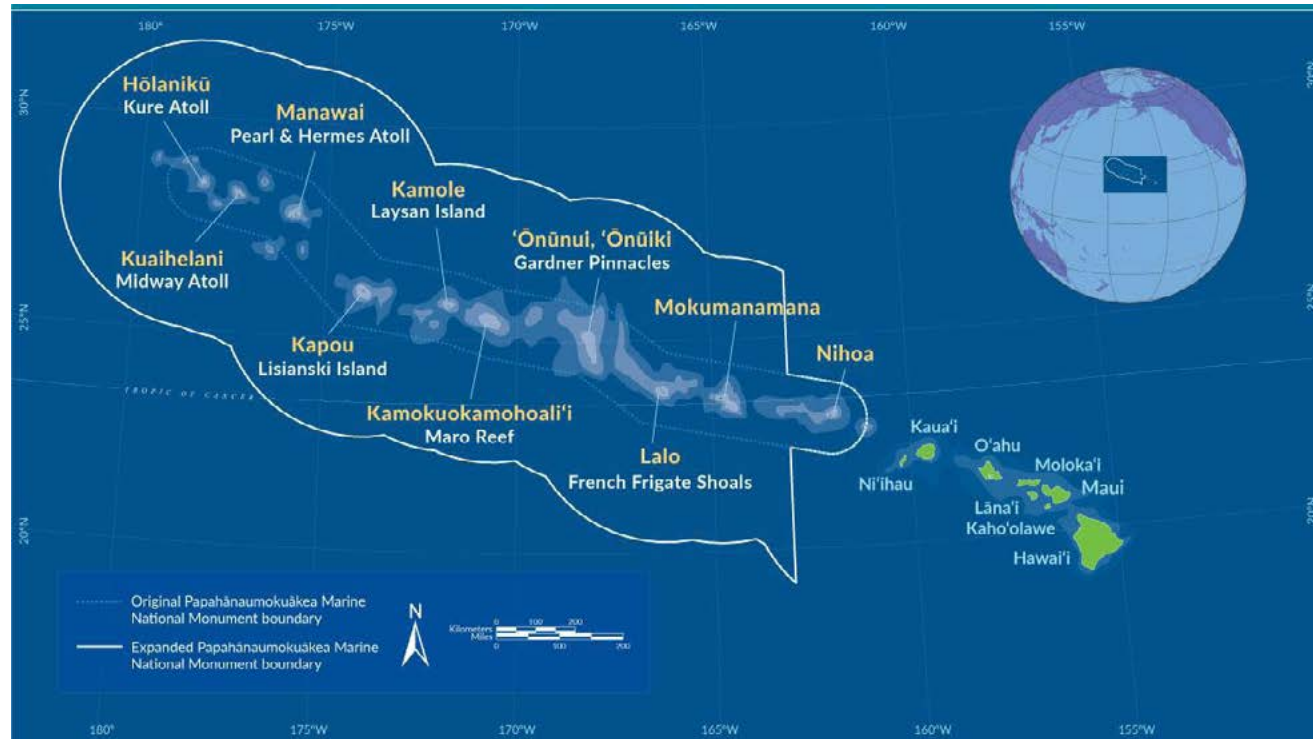 180°
175°W
170°W
165°W
160°W
155°W
30°N
30°N
Hōlanikū
Kure Atoll
Manawai
Pearl & Hermes Atoll
Kamole
Laysan Island
ʻŌnūnui, ʻŌnūiki
Gardner Pinnacles
Kuaihelani
Midway Atoll
Mokumanamana
25°N
25°N
Kapou
Lisianski Island
Nihoa
TROPIC OF CANCER
Kamokuokamohoaliʻi
Maro Reef
Lalo
French Frigate Shoals
Kauaʻi
Niʻihau
Oʻahu
Molokaʻi
Maui
Lānaʻi
Kahoʻolawe
Hawaiʻi
20°N
20°N
Original Papahānaumokuākea Marine
National Monument boundary
Expanded Papahānaumokuākea Marine
National Monument boundary
N
0 100 200
Kilometers
Miles
0 100 200
180°
175°W
170°W
165°W
160°W
155°W